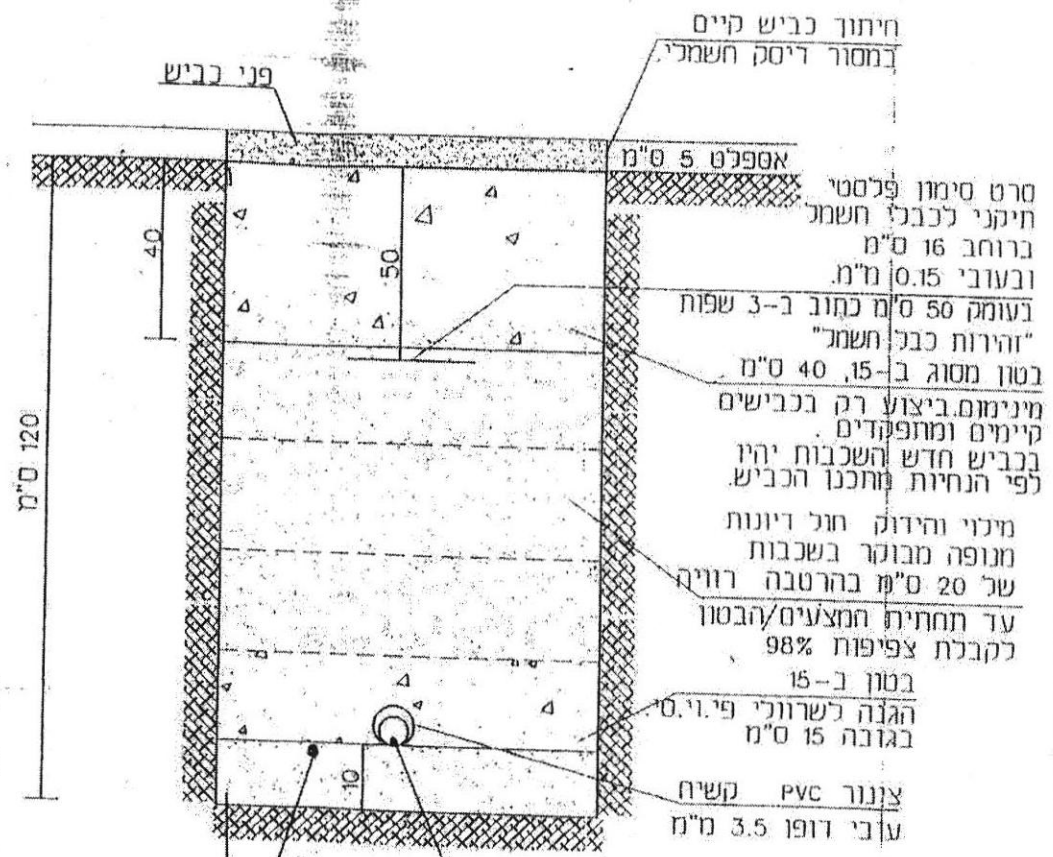 חיתוך כביש קיים
במסור דיסק חשמלי.
פני כביש
אספלט 5 ס"מ
סרט סימון פלסטי
תיקני לכבלי חשמל
ברוחב 16 ס"מ
ובעובי 0.15 מ"מ.
בעומק 50 ס"מ כתוב ב-3 שפות
"זהירות כבל חשמל"
בטון מסוג ב-15, 40 ס"מ
מינימום.ביצוע רק בכבישים
קיימים ומתפקדים .
בכביש חדש השכבות יהיו
לפי הנחיות מתכנן הכביש.
מילוי והידוק חול דיונות
מנופה מבוקר בשכבות
של 20 ס"מ בהרטבה רוויה
עד תחתית המצעים/הבטון
לקבלת צפיפות 98%
בטון ב-15
הגנה לשרוולי פי.וי.סי.
בגובה 15 ס"מ
צינור PVC קשיח
עובי דופן 3.5 מ"מ
40
50
120 ס"מ
10